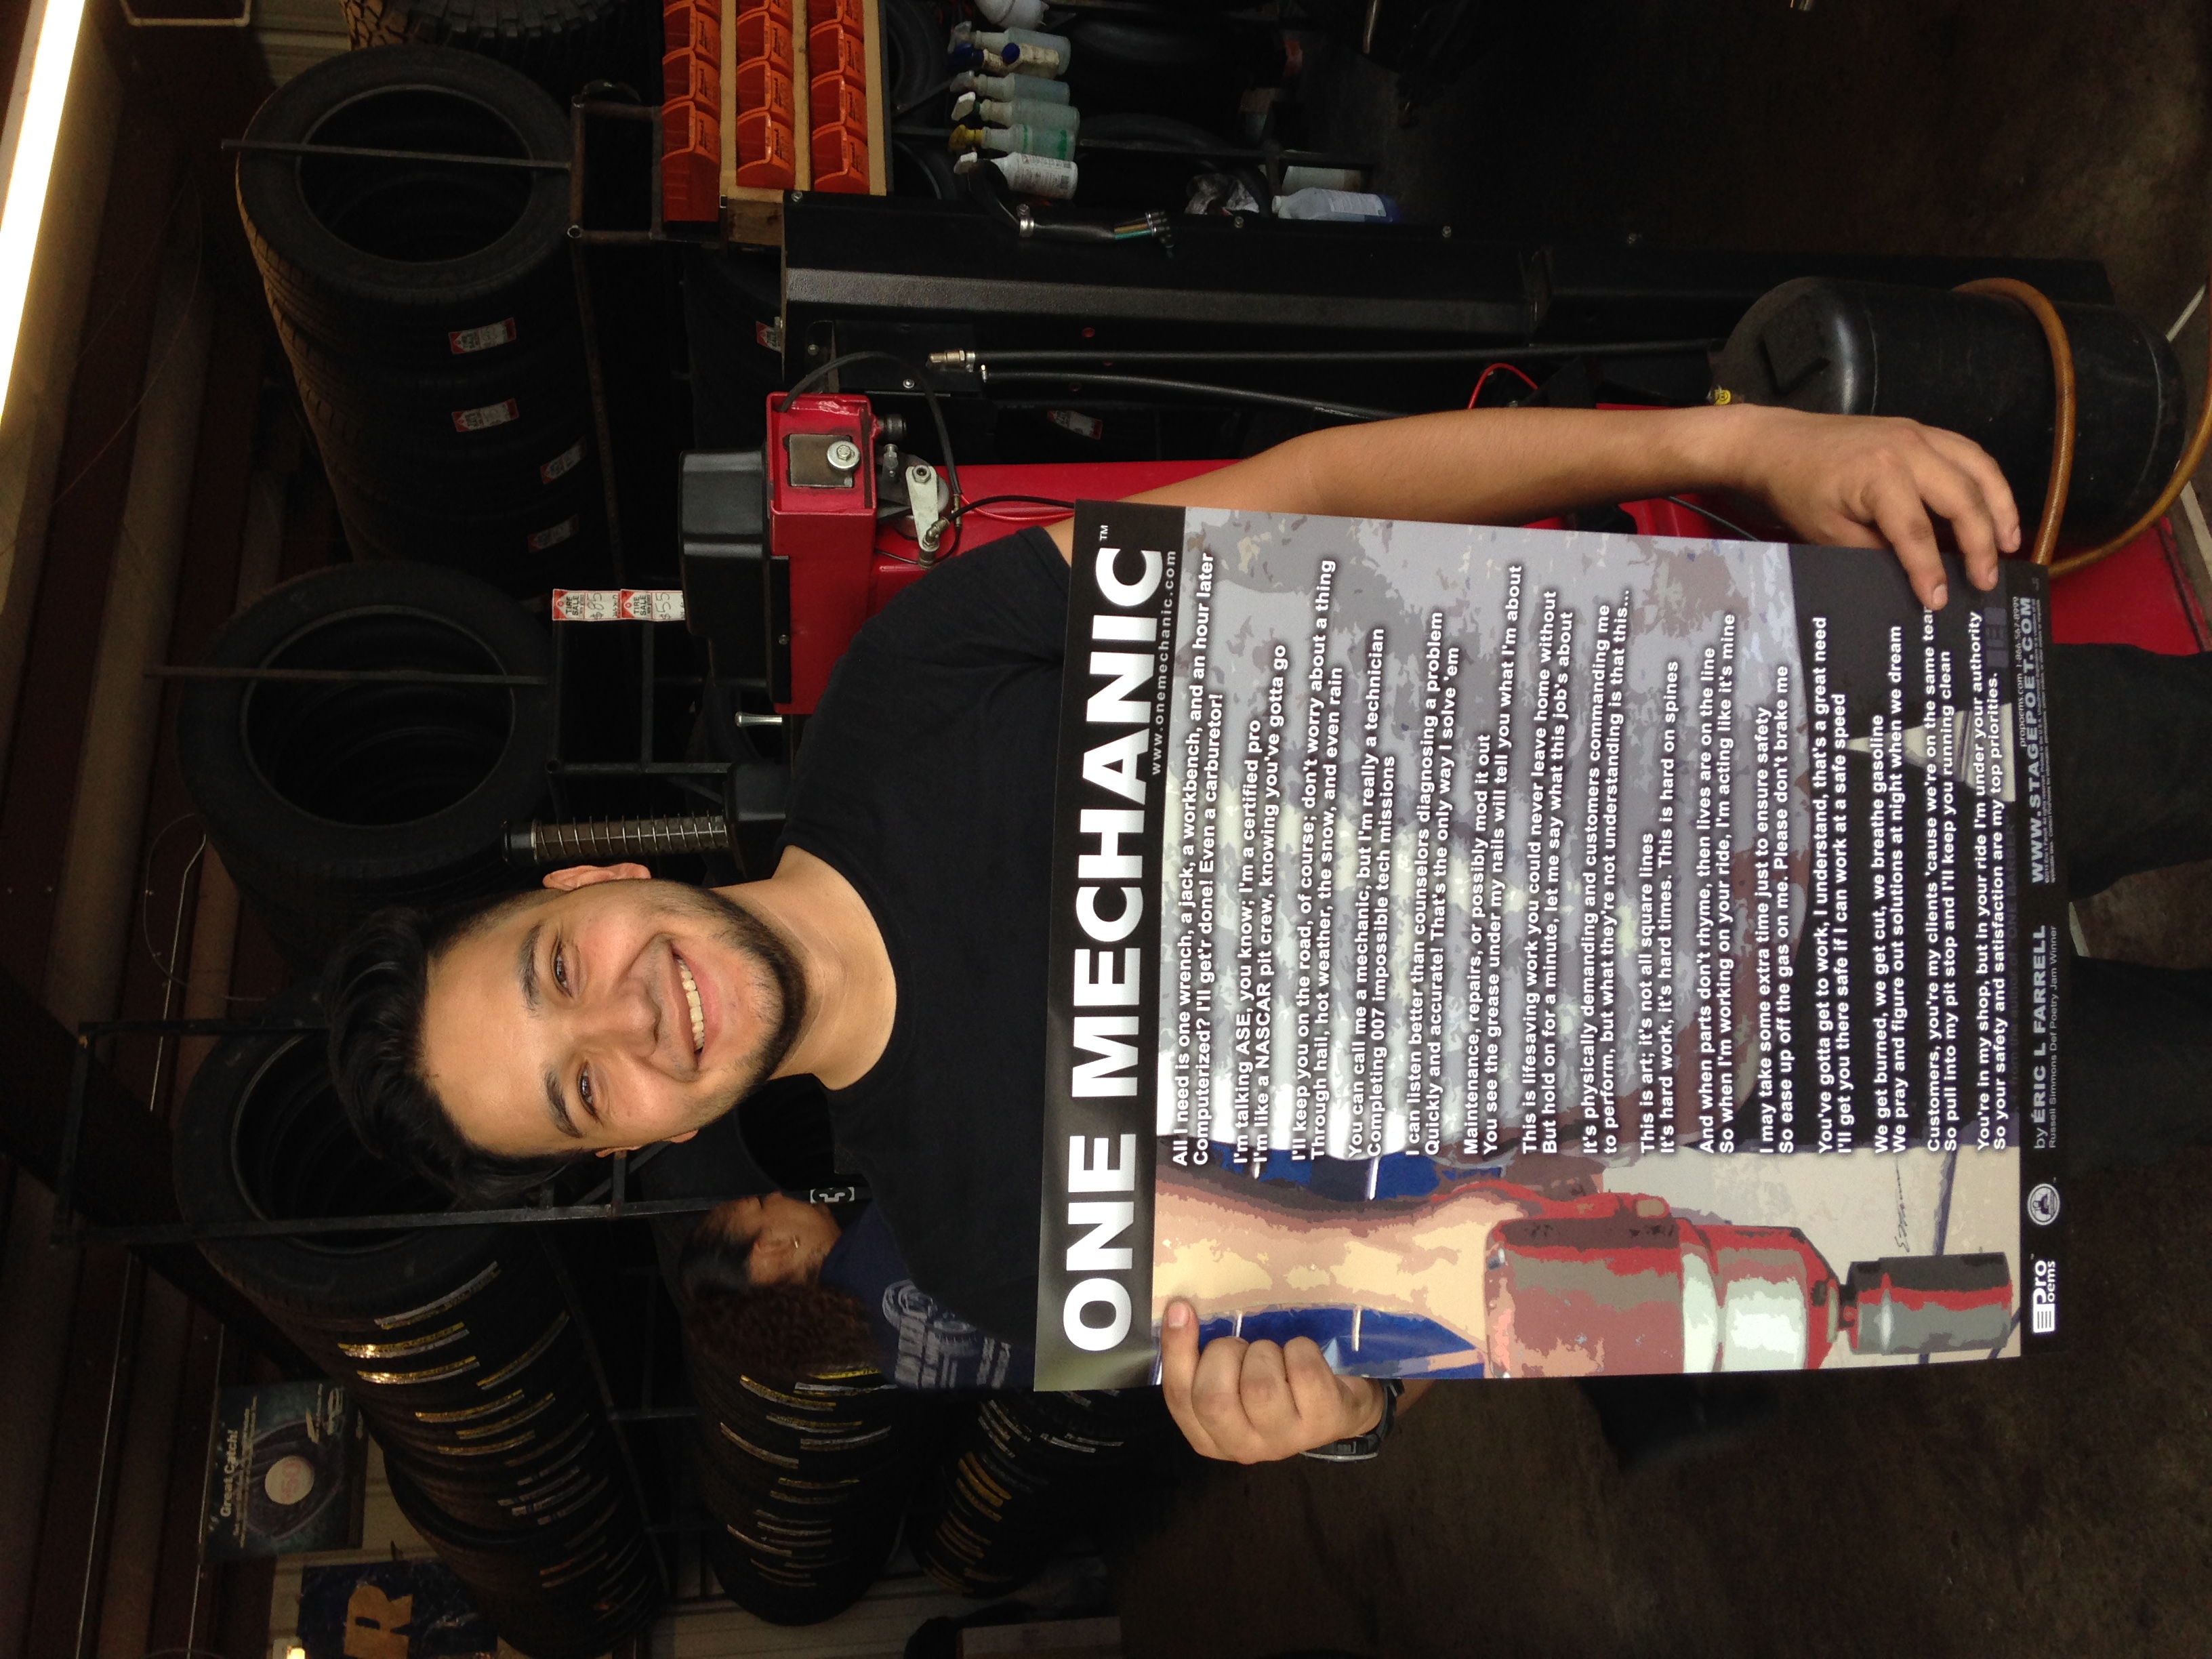 ONE MECHANIC™
www.onemechanic.com
All I need is one wrench, a jack, a workbench, and an hour later
Computerized? I'll get'r done! Even a carburetor!
I'm talking ASE, you know; I'm a certified pro
I'm like a NASCAR pit crew, knowing you've gotta go
I'll keep you on the road, of course; don't worry about a thing
Through hail, hot weather, the snow, and even rain
You can call me a mechanic, but I'm really a technician
Completing 007 impossible tech missions
I can listen better than counselors diagnosing a problem
Quickly and accurate! That's the only way I solve 'em
Maintenance, repairs, or possibly mod it out
You see the grease under my nails will tell you what I'm about
This is lifesaving work you could never leave home without
But hold on for a minute, let me say what this job's about
It's physically demanding and customers commanding me
to perform, but what they're not understanding is that this...
This is art; it's not all square lines
It's hard work, it's hard times. This is hard on spines
And when parts don't rhyme, then lives are on the line
So when I'm working on your ride, I'm acting like it's mine
I may take some extra time just to ensure safety
So ease up off the gas on me. Please don't brake me
You've gotta get to work, I understand, that's a great need
I'll get you there safe if I can work at a safe speed
We get burned, we get cut, we breathe gasoline
We pray and figure out solutions at night when we dream
Customers, you're my clients 'cause we're on the same team
So pull into my pit stop and I'll keep you running clean
You're in my shop, but in your ride I'm under your authority
So your safety and satisfaction are my top priorities.
Pro
oems™
by ÉRIC L FARRELL
Russell Simmons Def Poetry Jam Winner
WWW.STAGEPOET.COM
propoems.com
TIRE
SALE
$85
TIRE
SALE
$55
Great Catch!
$50
R